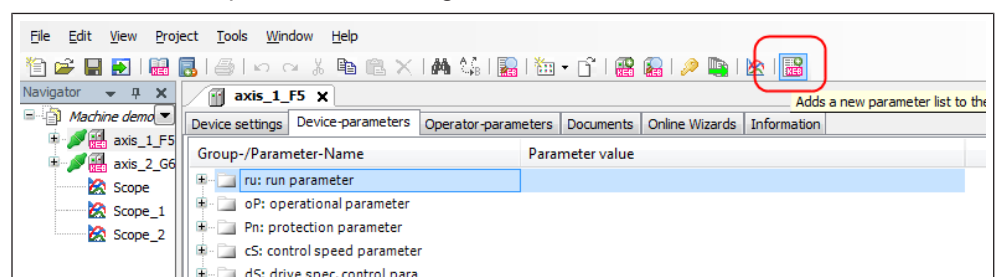 File Edit View Project Tools Window Help
Navigator
axis_1_F5 x
Adds a new parameter list to the
Machine demo
Device settings Device-parameters Operator-parameters Documents Online Wizards Information
axis_1_F5
Group-/Parameter-Name Parameter value
axis_2_G6
ru: run parameter
Scope
oP: operational parameter
Scope_1
Pn: protection parameter
Scope_2
cS: control speed parameter
dS: drive spec. control para